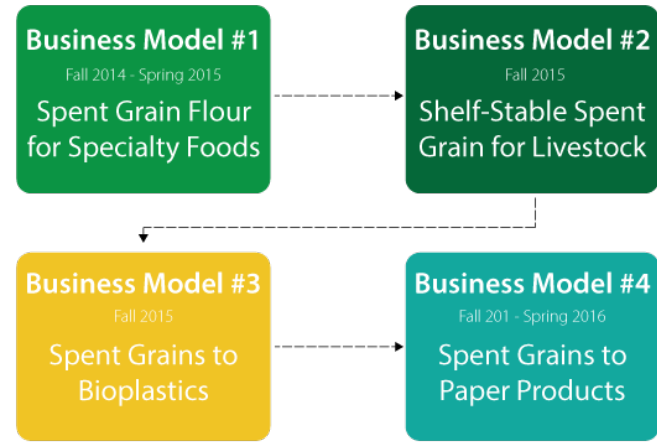 Business Model #1
Fall 2014 - Spring 2015
Spent Grain Flour
for Specialty Foods
Business Model #2
Fall 2015
Shelf-Stable Spent
Grain for Livestock
Business Model #3
Fall 2015
Spent Grains to
Bioplastics
Business Model #4
Fall 201 - Spring 2016
Spent Grains to
Paper Products